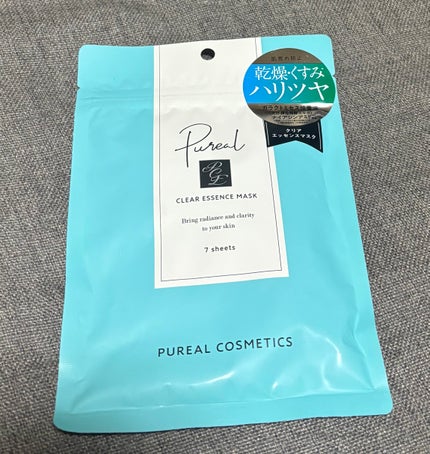 乾燥・くすみ
ハリツヤ
クリア
エッセンスマスク
Pureal
PCE
CLEAR ESSENCE MASK
Bring radiance and clarity
to your skin
7 sheets
PUREAL COSMETICS